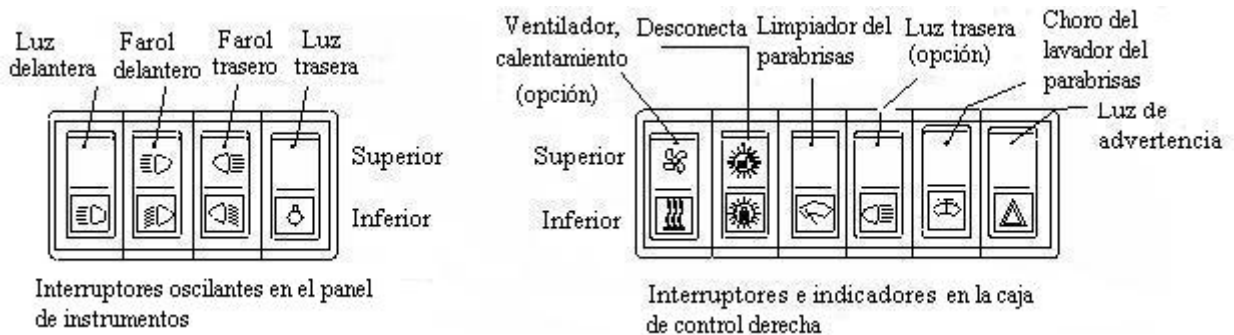 Luz
delantera
Farol
delantero
Farol
trasero
Luz
trasera
Superior
Inferior
Interruptores oscilantes en el panel
de instrumentos
Ventilador,
calentamiento
(opción)
Desconecta
Limpiador del
parabrisas
Luz trasera
(opción)
Choro del
lavador del
parabrisas
Luz de
advertencia
Superior
Inferior
Interruptores e indicadores en la caja
de control derecha